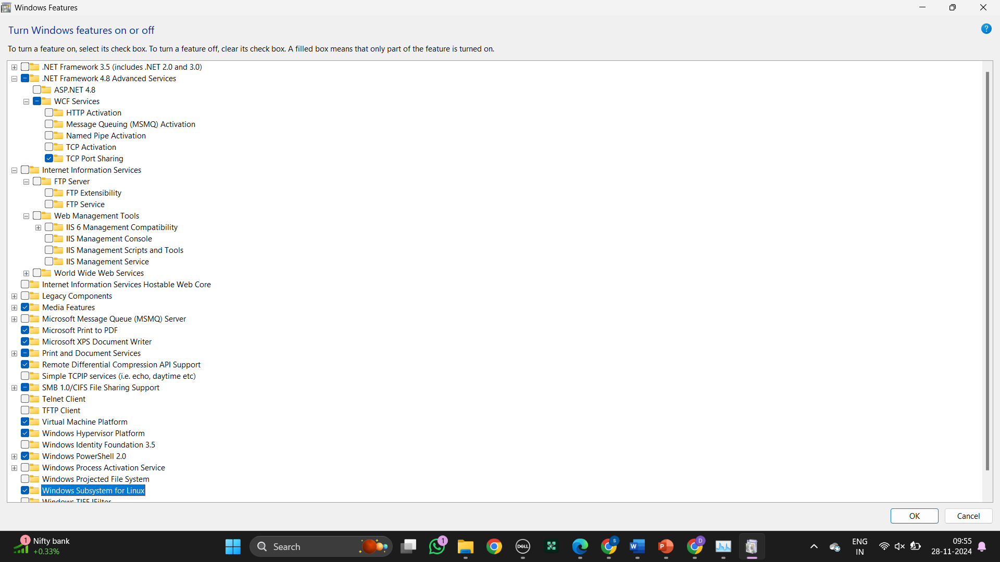 Windows Features
Turn Windows features on or off
To turn a feature on, select its check box. To turn a feature off, clear its check box. A filled box means that only part of the feature is turned on.
.NET Framework 3.5 (includes .NET 2.0 and 3.0)
.NET Framework 4.8 Advanced Services
ASP.NET 4.8
WCF Services
HTTP Activation
Message Queuing (MSMQ) Activation
Named Pipe Activation
TCP Activation
TCP Port Sharing
Internet Information Services
FTP Server
FTP Extensibility
FTP Service
Web Management Tools
IIS 6 Management Compatibility
IIS Management Console
IIS Management Scripts and Tools
IIS Management Service
World Wide Web Services
Internet Information Services Hostable Web Core
Legacy Components
Media Features
Microsoft Message Queue (MSMQ) Server
Microsoft Print to PDF
Microsoft XPS Document Writer
Print and Document Services
Remote Differential Compression API Support
Simple TCPIP services (i.e. echo, daytime etc)
SMB 1.0/CIFS File Sharing Support
Telnet Client
TFTP Client
Virtual Machine Platform
Windows Hypervisor Platform
Windows Identity Foundation 3.5
Windows PowerShell 2.0
Windows Process Activation Service
Windows Projected File System
Windows Subsystem for Linux
Windows TIFF IFilter
OK
Cancel
1
Nifty bank
+0.33%
Search
1
DELL
S
W
P
D
ENG
IN
09:55
28-11-2024